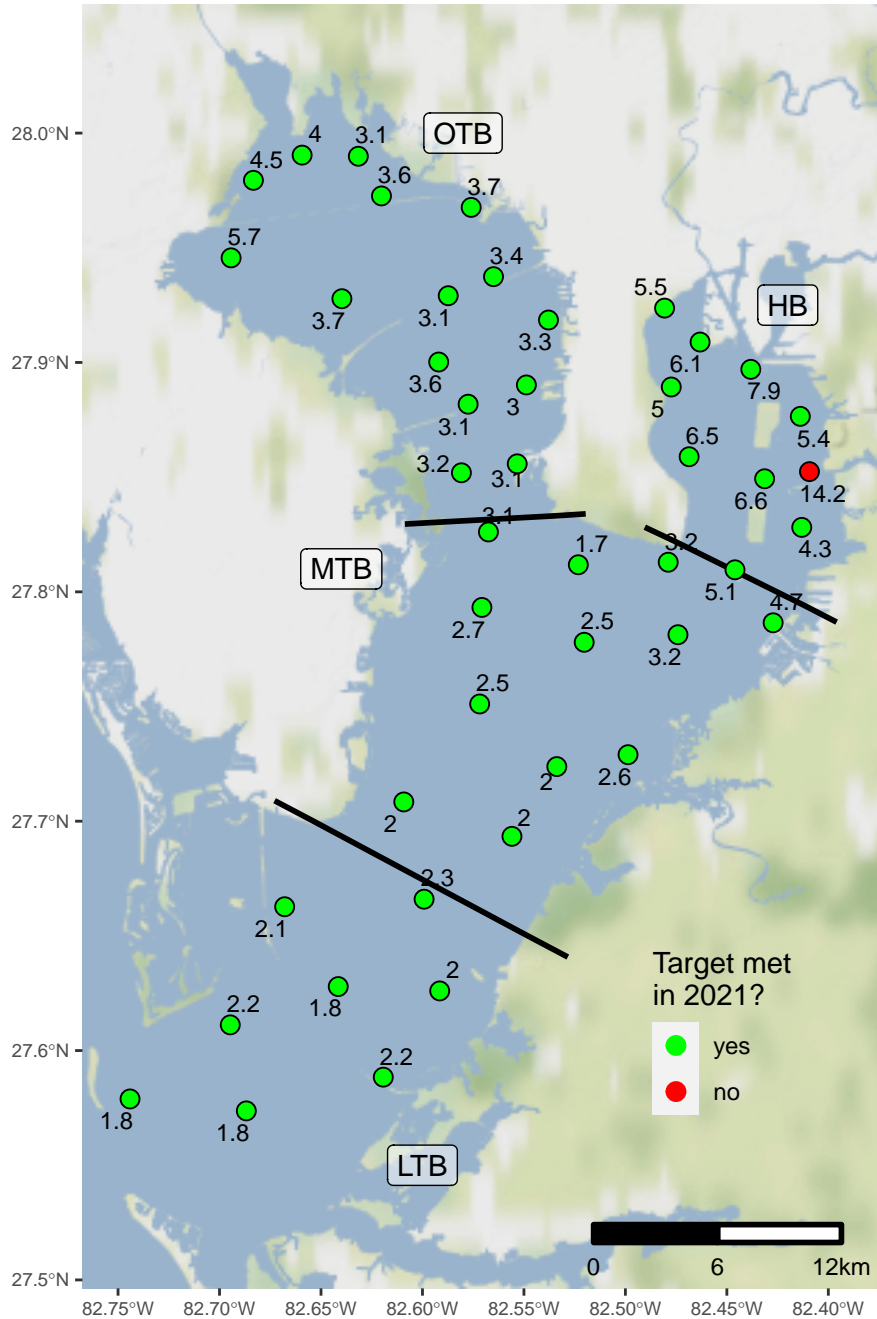 28.0°N
27.9°N
27.8°N
27.7°N
27.6°N
27.5°N
4
3.1
OTB
4.5
3.6
3.7
5.7
3.4
3.7
3.1
3.3
5.5
HB
6.1
3.6
3
7.9
5
3.1
5.4
6.5
3.2
3.1
14.2
6.6
3.1
4.3
1.7
3.2
MTB
5.1
4.7
2.7
2.5
3.2
2.5
2
2.6
2
2
2.3
2.1
2
1.8
2.2
2.2
1.8
1.8
LTB
Target met
in 2021?
yes
no
0 6 12km
82.75°W 82.70°W 82.65°W 82.60°W 82.55°W 82.50°W 82.45°W 82.40°W